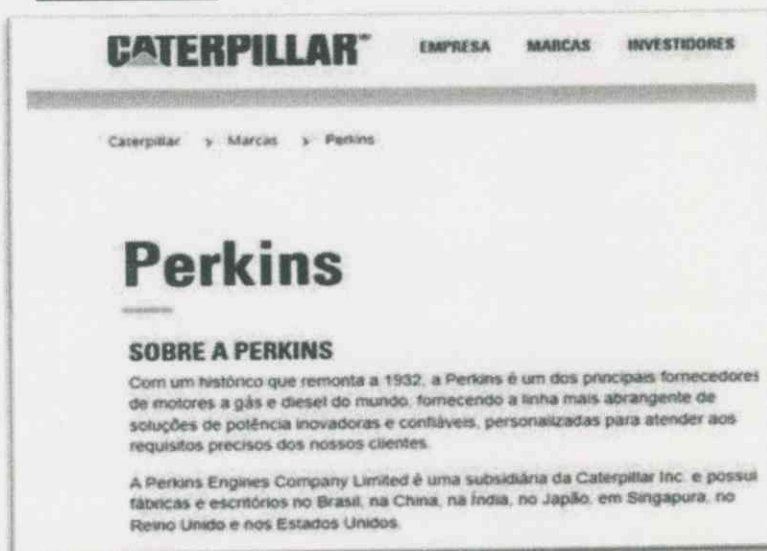 CATERPILLAR™ EMPRESA MARCAS INVESTIDORES
Caterpillar > Marcas > Perkins
Perkins
SOBRE A PERKINS
Com um histórico que remonta a 1932, a Perkins é um dos principais fornecedores
de motores a gás e diesel do mundo, fornecendo a linha mais abrangente de
soluções de potência inovadoras e confiáveis, personalizadas para atender aos
requisitos precisos dos nossos clientes.
A Perkins Engines Company Limited é uma subsidiária da Caterpillar Inc. e possui
fábricas e escritórios no Brasil, na China, na Índia, no Japão, em Singapura, no
Reino Unido e nos Estados Unidos.